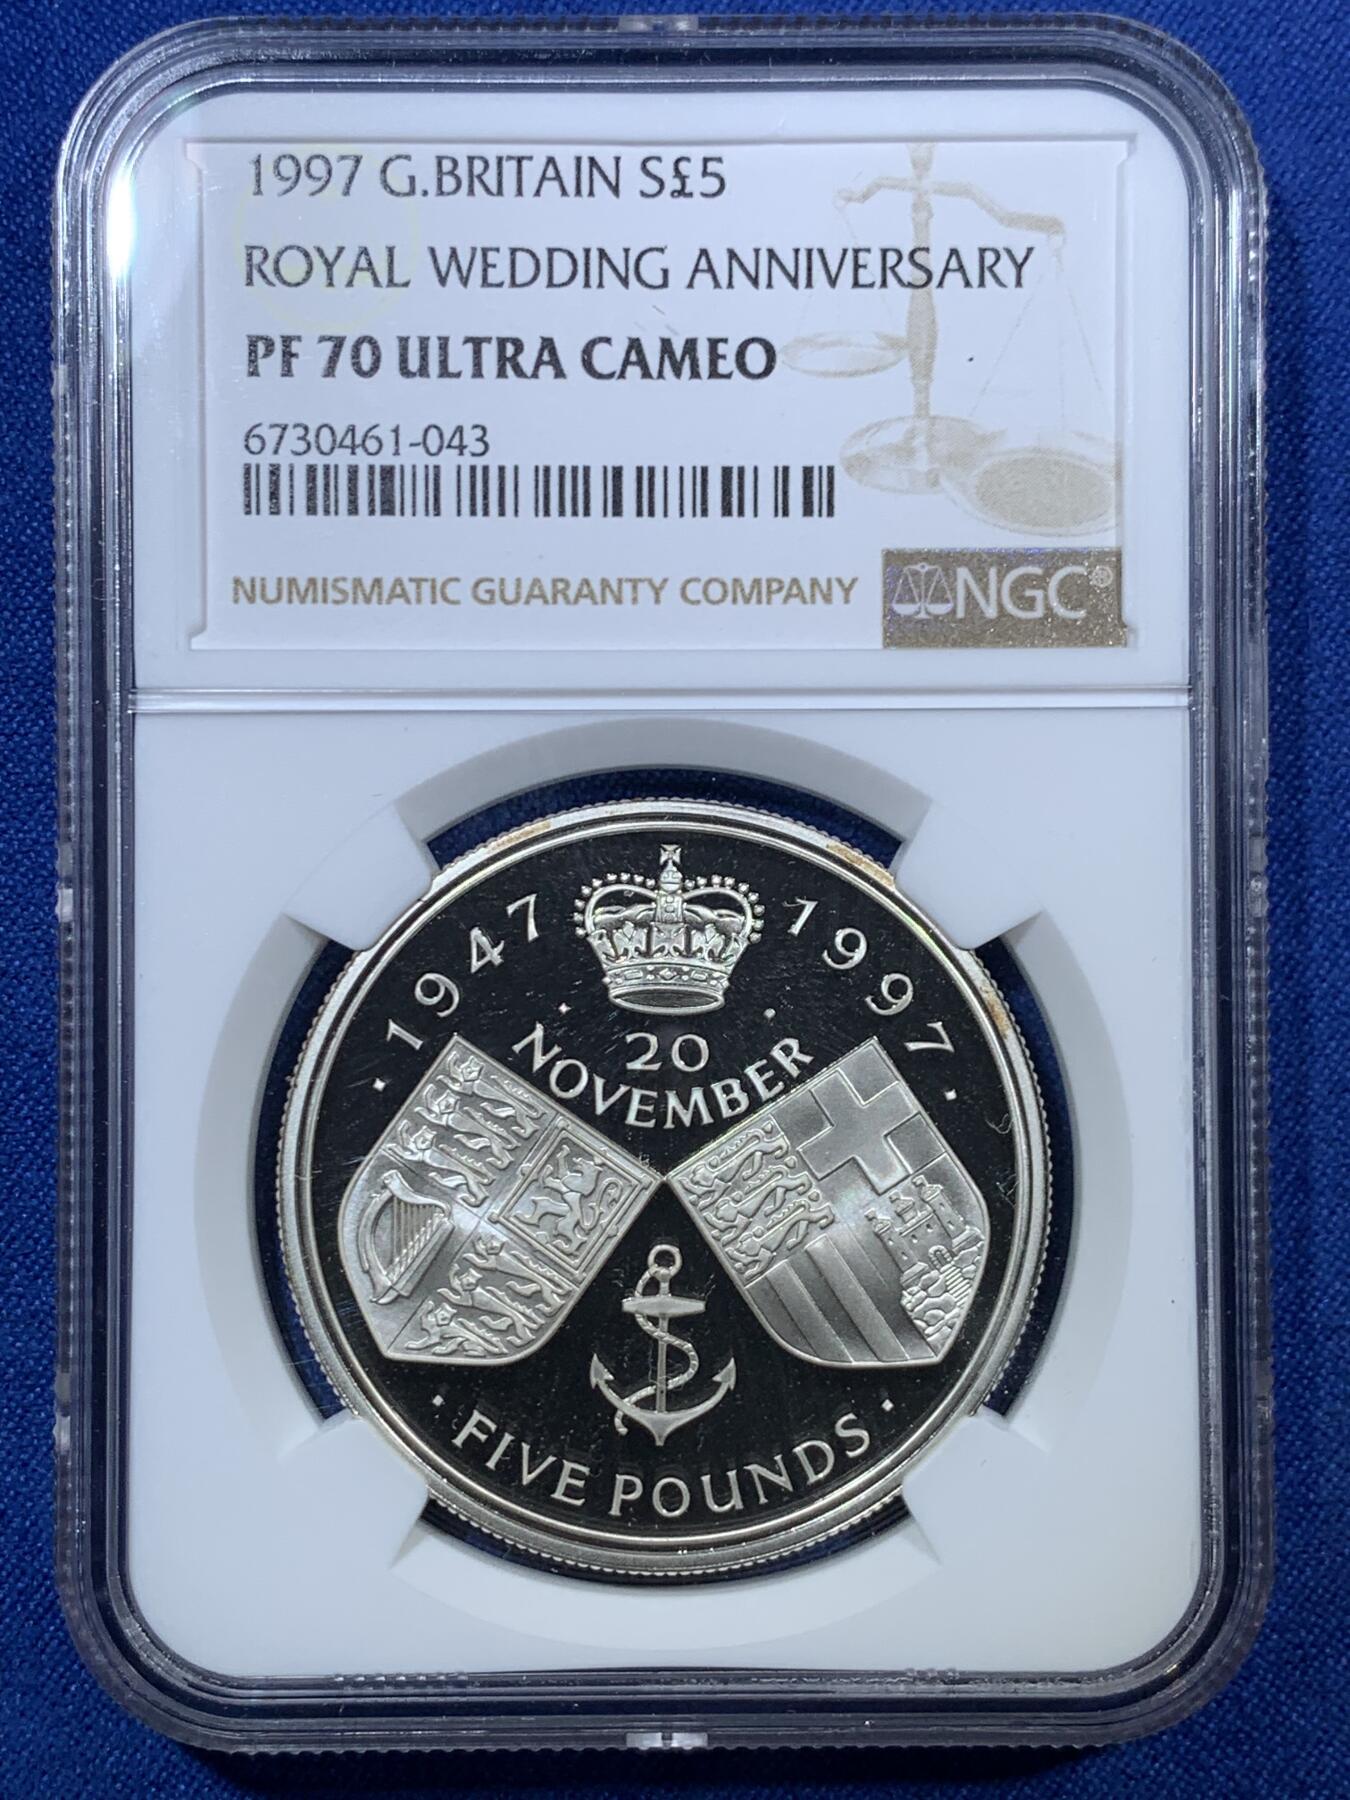 1997 G.BRITAIN S£5
ROYAL WEDDING ANNIVERSARY
PF 70 ULTRA CAMEO
6730461-043
NUMISMATIC GUARANTY COMPANY
NGC®
1947 1997
20
NOVEMBER
FIVE POUNDS